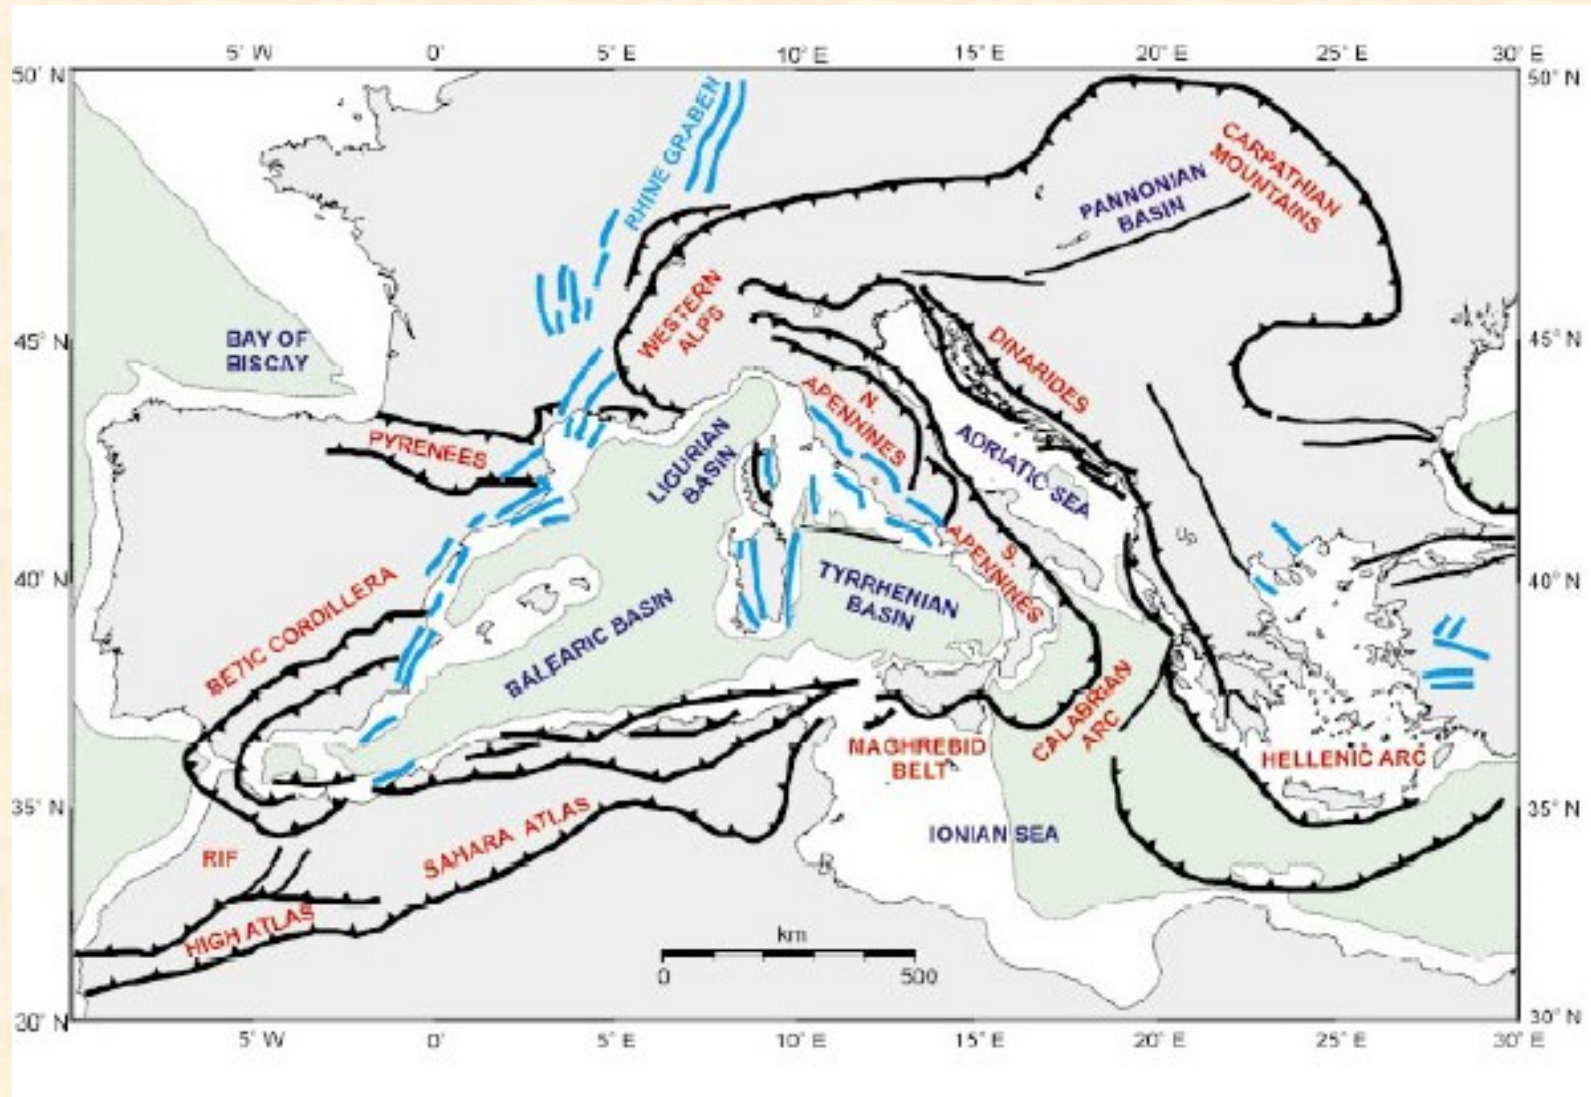 5° W 0° 5° E 10° E 15° E 20° E 25° E 30° E
50° N 50° N
RHINE GRABEN
CARPATHIAN
MOUNTAINS
PANNONIAN
BASIN
WESTERN
ALPS
BAY OF
BISCAY
45° N 45° N
DINARIDES
N.
APENNINES
PYRENEES
ADRIATIC SEA
LIGURIAN
BASIN
S.
APENNINES
40° N 40° N
TYRRHENIAN
BASIN
BETIC CORDILLERA
BALEARIC BASIN
CALABRIAN
ARC
MAGHREBID
BELT
HELLENIC ARC
35° N 35° N
IONIAN SEA
SAHARA ATLAS
RIF
HIGH ATLAS
km
0 500
30° N 30° N
5° W 0° 5° E 10° E 15° E 20° E 25° E 30° E